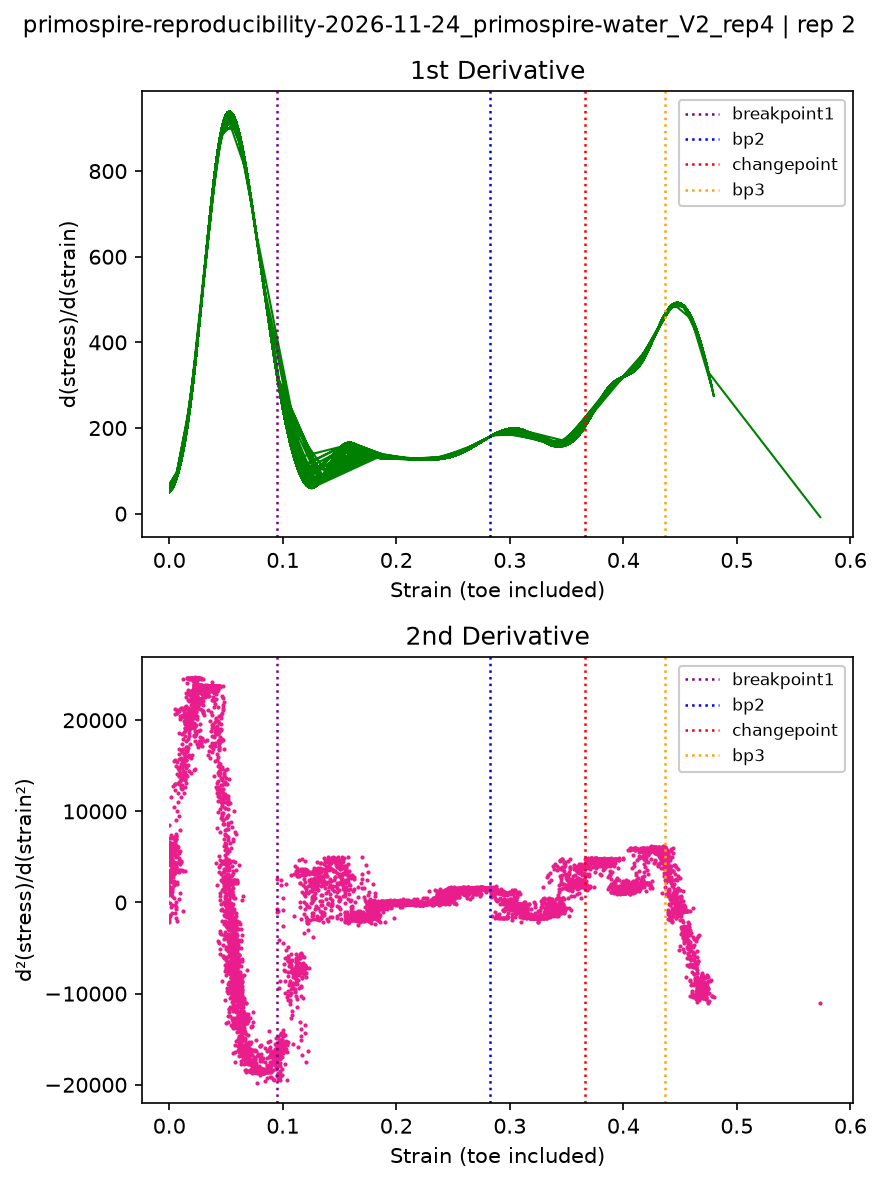 primospire-reproducibility-2026-11-24_primospire-water_V2_rep4 | rep 2
1st Derivative
d(stress)/d(strain)
800
600
400
200
0
breakpoint1
bp2
changepoint
bp3
0.0 0.1 0.2 0.3 0.4 0.5 0.6
Strain (toe included)
2nd Derivative
d²(stress)/d(strain²)
20000
10000
0
−10000
−20000
breakpoint1
bp2
changepoint
bp3
0.0 0.1 0.2 0.3 0.4 0.5 0.6
Strain (toe included)